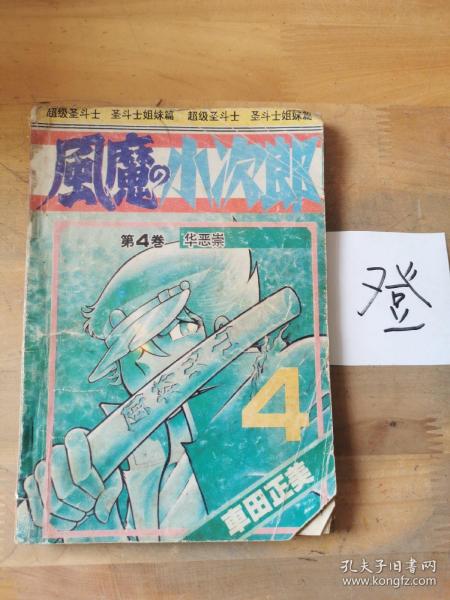 超级圣斗士 圣斗士姐妹篇 超级圣斗士 圣斗士姐妹篇
風魔の小次郎
第4卷 华恶崇
4
車田正美
登
孔夫子旧书网
www.kongfz.com